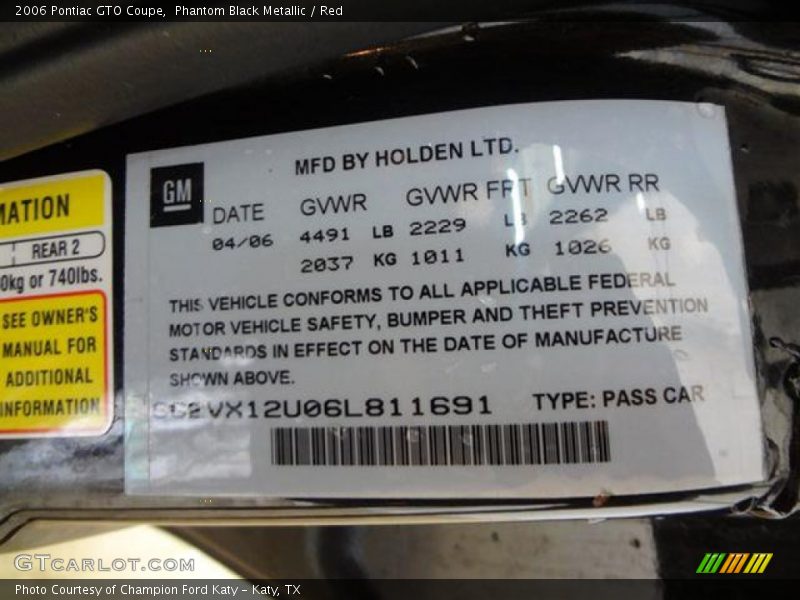 2006 Pontiac GTO Coupe, Phantom Black Metallic / Red
MATION
REAR 2
0kg or 740lbs.
SEE OWNER'S
MANUAL FOR
ADDITIONAL
INFORMATION
GM
MFD BY HOLDEN LTD.
DATE GVWR GVWR FRT GVWR RR
04/06 4491 LB 2229 LB 2262 LB
2037 KG 1011 KG 1026 KG
THIS VEHICLE CONFORMS TO ALL APPLICABLE FEDERAL
MOTOR VEHICLE SAFETY, BUMPER AND THEFT PREVENTION
STANDARDS IN EFFECT ON THE DATE OF MANUFACTURE
SHOWN ABOVE.
6G2VX12U06L811691 TYPE: PASS CAR
GTCARLOT.COM
Photo Courtesy of Champion Ford Katy - Katy, TX